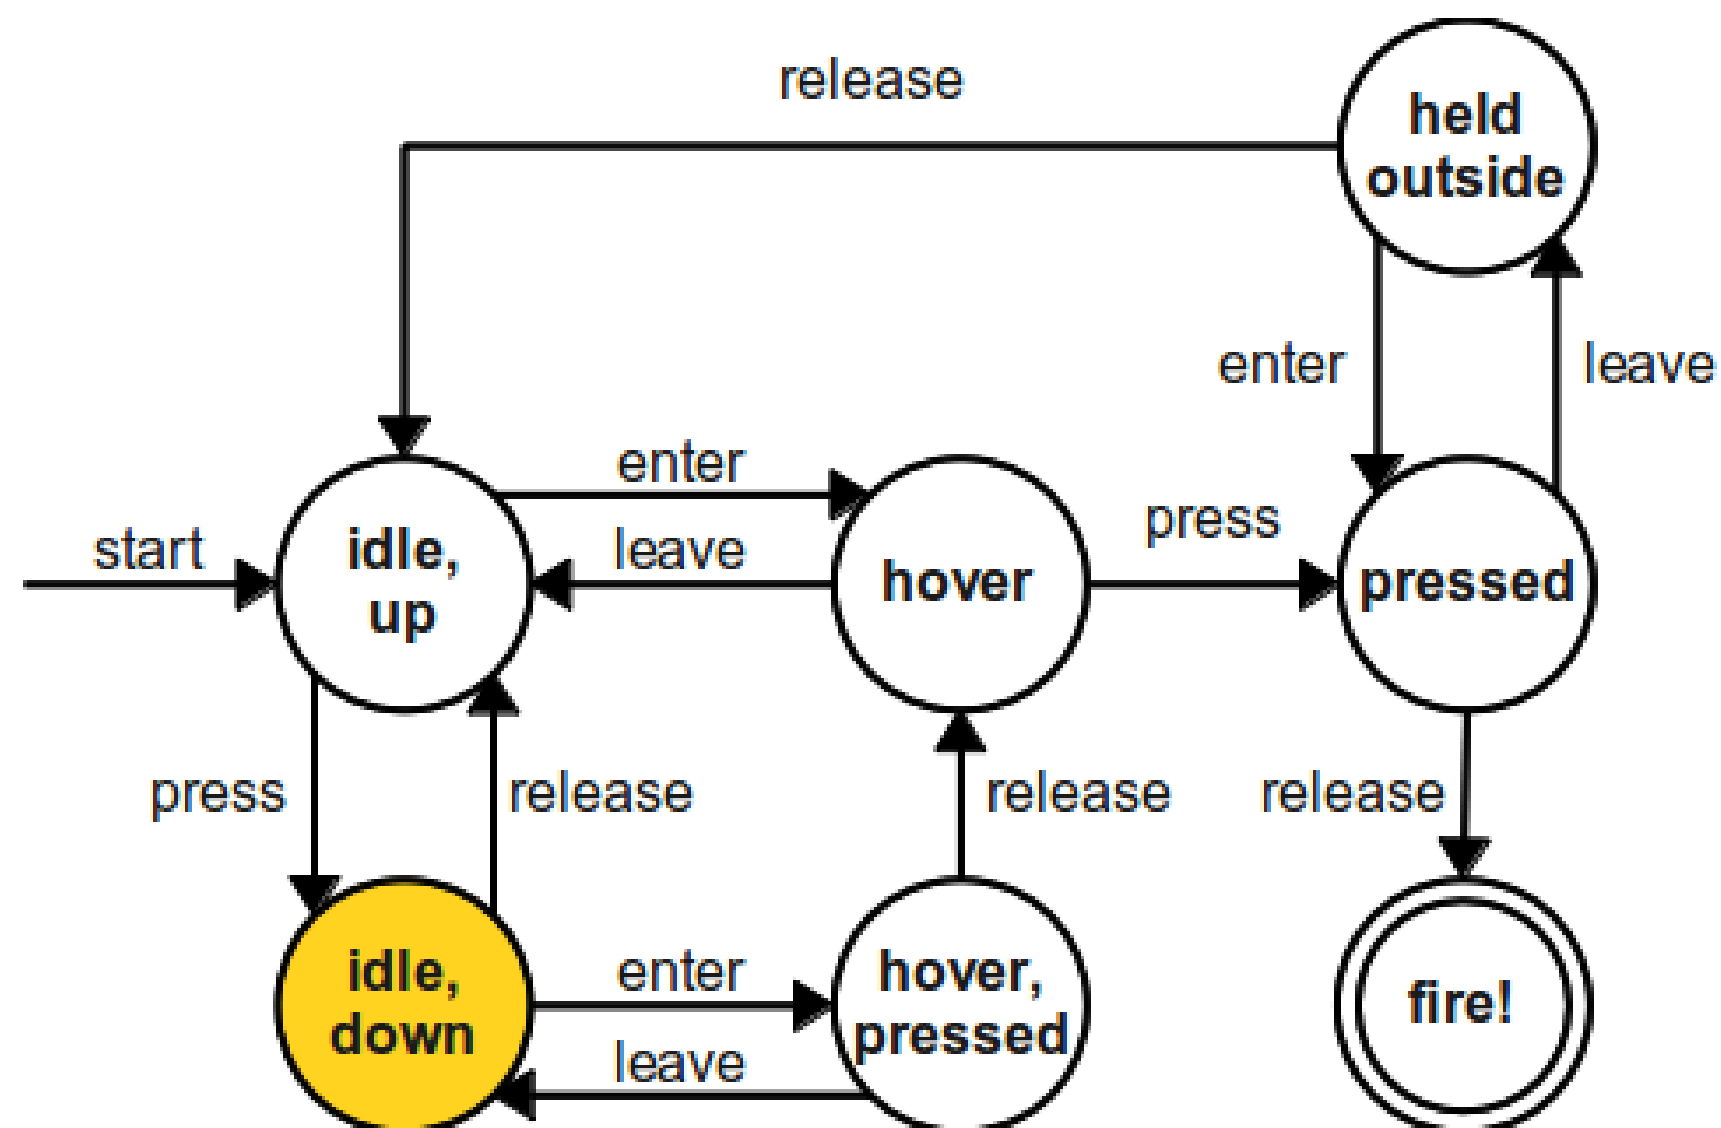 release
held
outside
enter
leave
enter
start
idle,
up
leave
hover
press
pressed
press
release
release
release
idle,
down
enter
leave
hover,
pressed
fire!